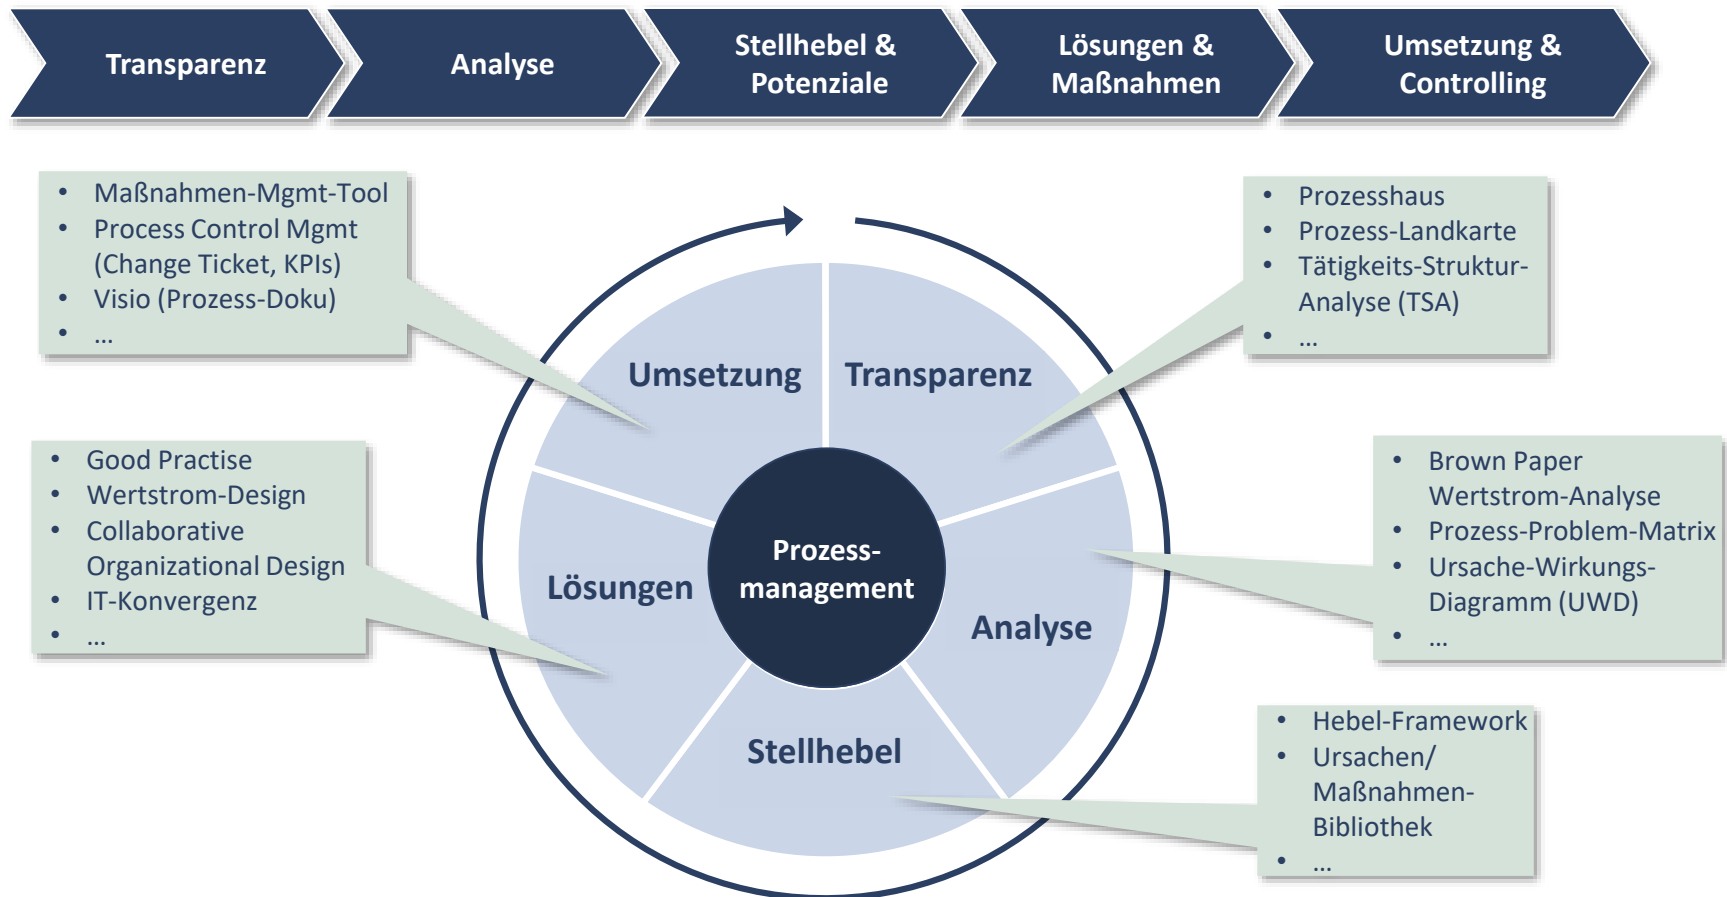 Transparenz
Analyse
Stellhebel &
Potenziale
Lösungen &
Maßnahmen
Umsetzung &
Controlling
• Maßnahmen-Mgmt-Tool
• Process Control Mgmt
(Change Ticket, KPIs)
• Visio (Prozess-Doku)
• ...
• Prozesshaus
• Prozess-Landkarte
• Tätigkeits-Struktur-
Analyse (TSA)
• ...
Umsetzung
Transparenz
• Good Practise
• Wertstrom-Design
• Collaborative
Organizational Design
• IT-Konvergenz
• ...
• Brown Paper
Wertstrom-Analyse
• Prozess-Problem-Matrix
• Ursache-Wirkungs-
Diagramm (UWD)
• ...
Prozess-
management
Lösungen
Analyse
Stellhebel
• Hebel-Framework
• Ursachen/
Maßnahmen-
Bibliothek
• ...